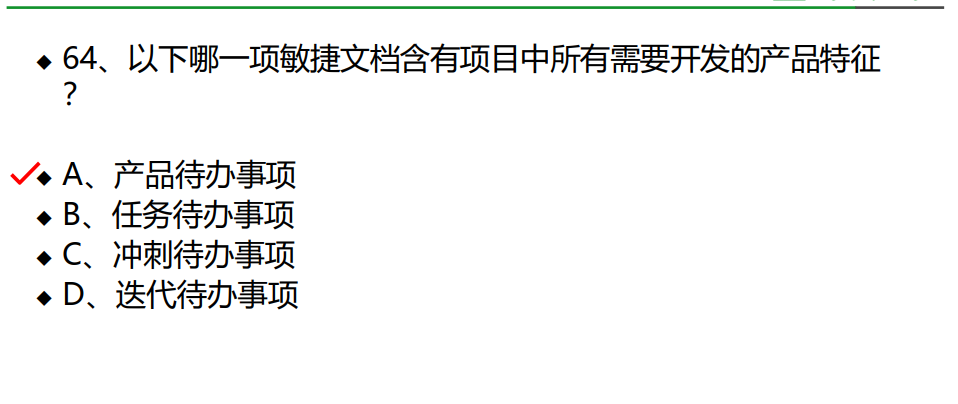 ◆ 64、以下哪一项敏捷文档含有项目中所有需要开发的产品特征
？
◆ A、产品待办事项
◆ B、任务待办事项
◆ C、冲刺待办事项
◆ D、迭代待办事项